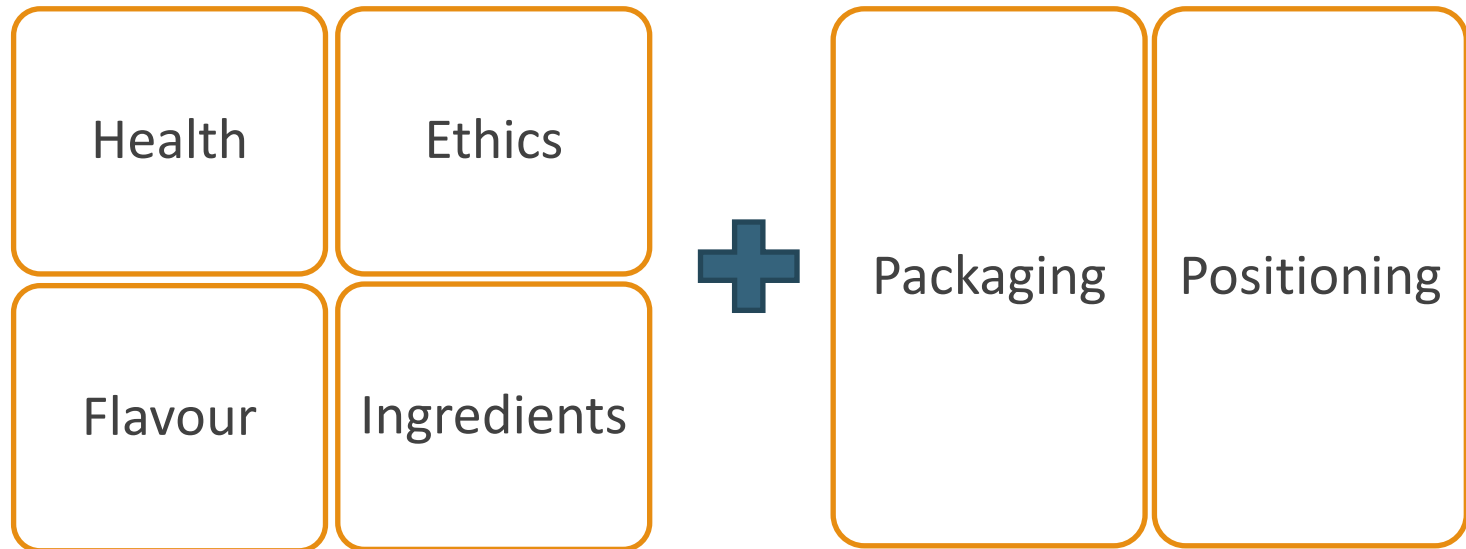 Health
Ethics
Flavour
Ingredients
Packaging
Positioning